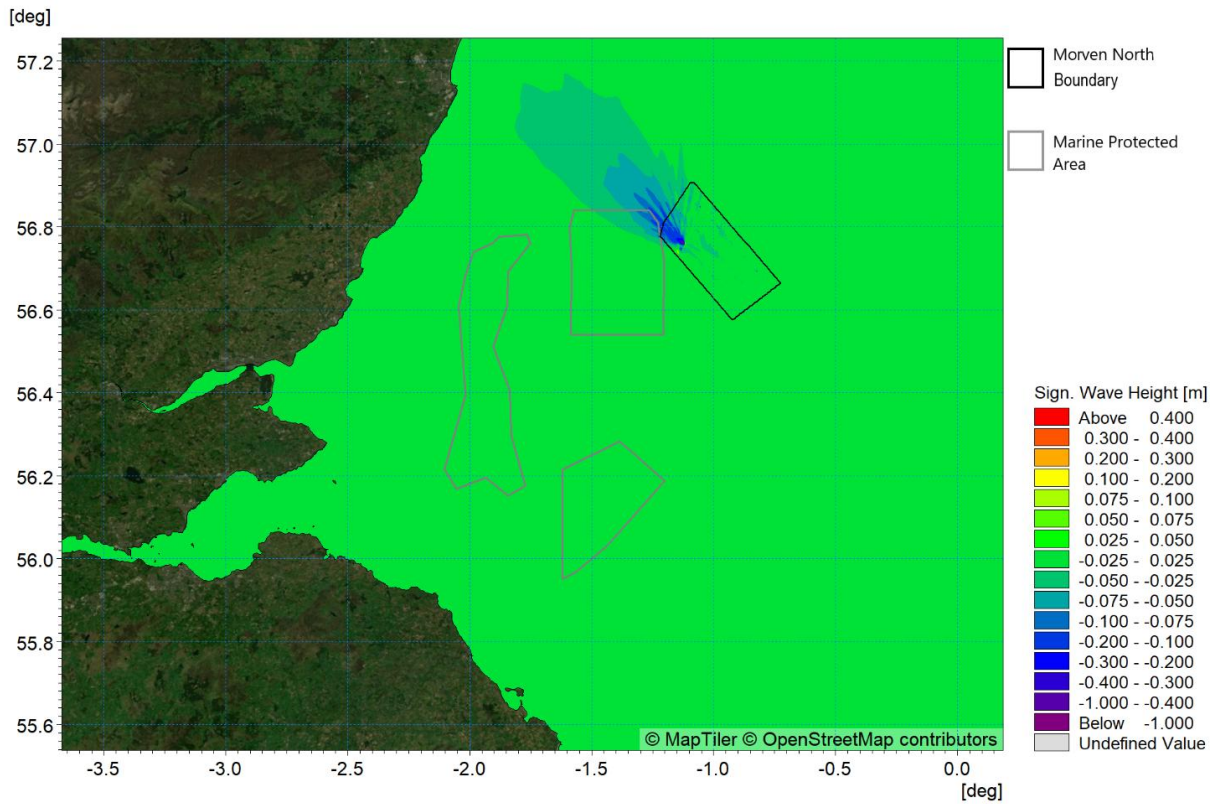 [deg]
57.2
57.0
56.8
56.6
56.4
56.2
56.0
55.8
55.6
-3.5 -3.0 -2.5 -2.0 -1.5 -1.0 -0.5 0.0
[deg]
© MapTiler © OpenStreetMap contributors
Morven North
Boundary
Marine Protected
Area
Sign. Wave Height [m]
Above 0.400
0.300 - 0.400
0.200 - 0.300
0.100 - 0.200
0.075 - 0.100
0.050 - 0.075
0.025 - 0.050
-0.025 - 0.025
-0.050 - -0.025
-0.075 - -0.050
-0.100 - -0.075
-0.200 - -0.100
-0.300 - -0.200
-0.400 - -0.300
-1.000 - -0.400
Below -1.000
Undefined Value